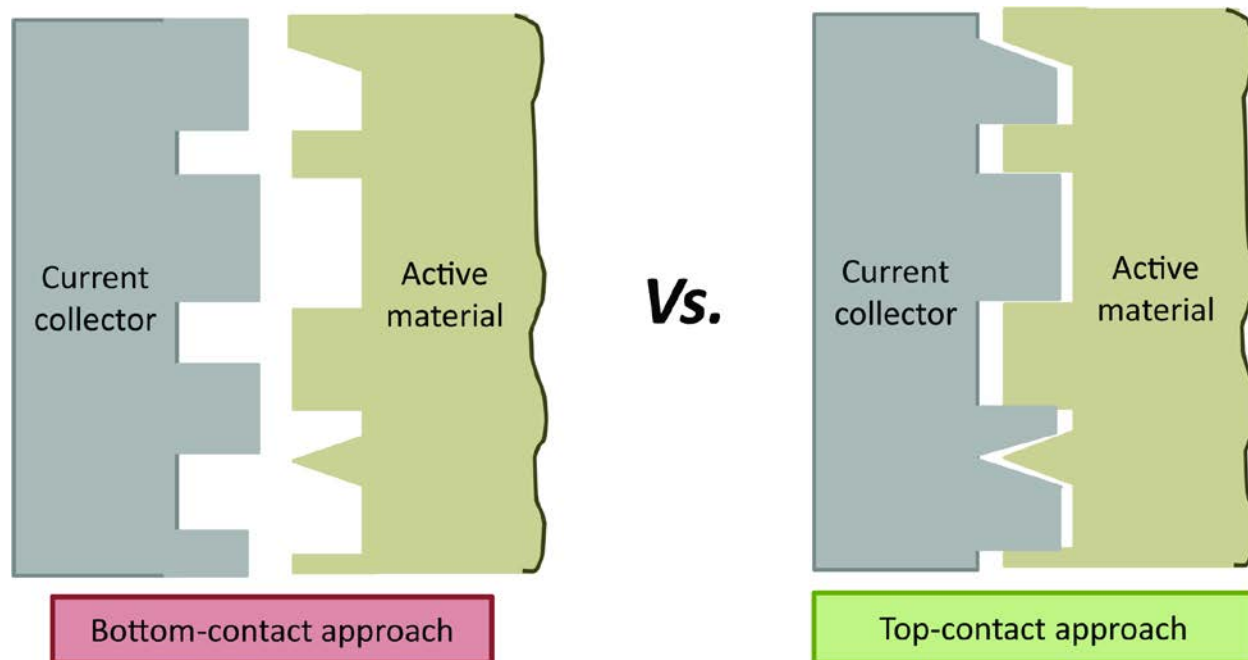 Current
collector
Active
material
Vs.
Current
collector
Active
material
Bottom-contact approach
Top-contact approach